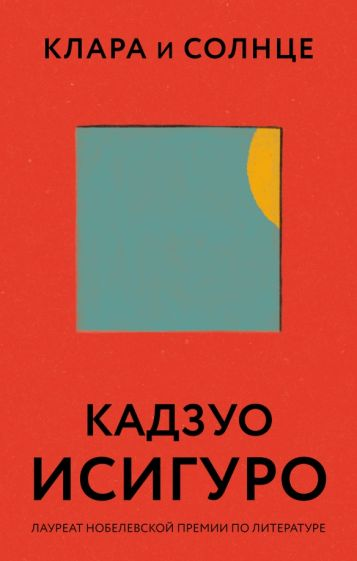 КЛАРА И СОЛНЦЕ
КАДЗУО
ИСИГУРО
ЛАУРЕАТ НОБЕЛЕВСКОЙ ПРЕМИИ ПО ЛИТЕРАТУРЕ